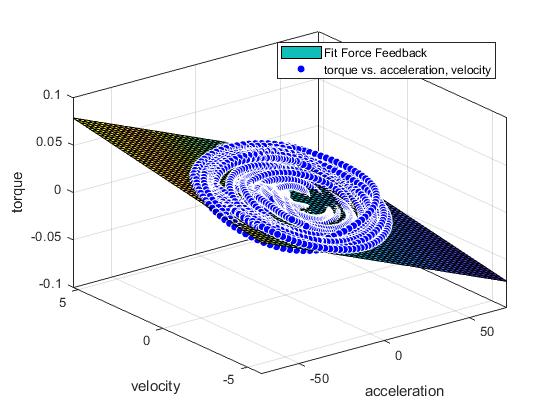 Fit Force Feedback
torque vs. acceleration, velocity
0.1
0.05
0
-0.05
-0.1
torque
5
0
-5
velocity
-50
0
50
acceleration